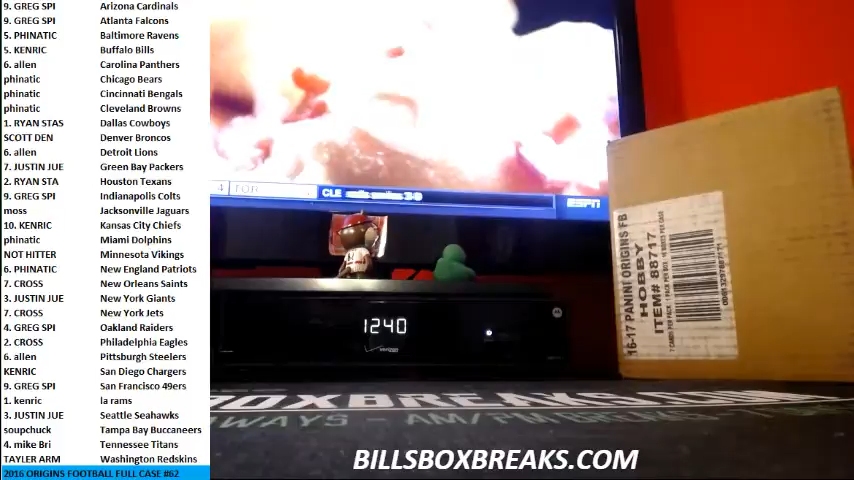 9. GREG SPI Arizona Cardinals
9. GREG SPI Atlanta Falcons
5. PHINATIC Baltimore Ravens
5. KENRIC Buffalo Bills
6. allen Carolina Panthers
phinatic Chicago Bears
phinatic Cincinnati Bengals
phinatic Cleveland Browns
1. RYAN STAS Dallas Cowboys
SCOTT DEN Denver Broncos
6. allen Detroit Lions
7. JUSTIN JUE Green Bay Packers
2. RYAN STA Houston Texans
9. GREG SPI Indianapolis Colts
moss Jacksonville Jaguars
10. KENRIC Kansas City Chiefs
phinatic Miami Dolphins
NOT HITTER Minnesota Vikings
6. PHINATIC New England Patriots
7. CROSS New Orleans Saints
3. JUSTIN JUE New York Giants
7. CROSS New York Jets
4. GREG SPI Oakland Raiders
2. CROSS Philadelphia Eagles
6. allen Pittsburgh Steelers
KENRIC San Diego Chargers
9. GREG SPI San Francisco 49ers
1. kenric la rams
3. JUSTIN JUE Seattle Seahawks
soupchuck Tampa Bay Buccaneers
4. mike Bri Tennessee Titans
TAYLER ARM Washington Redskins
2016 ORIGINS FOOTBALL FULL CASE #62
4 TOR CLE
ESPN
1240
verizon
16-17 PANINI ORIGINS FB
HOBBY
ITEM# 88717
BOXBREAKS.COM
AM/PM BREAKS
BILLSBOXBREAKS.COM